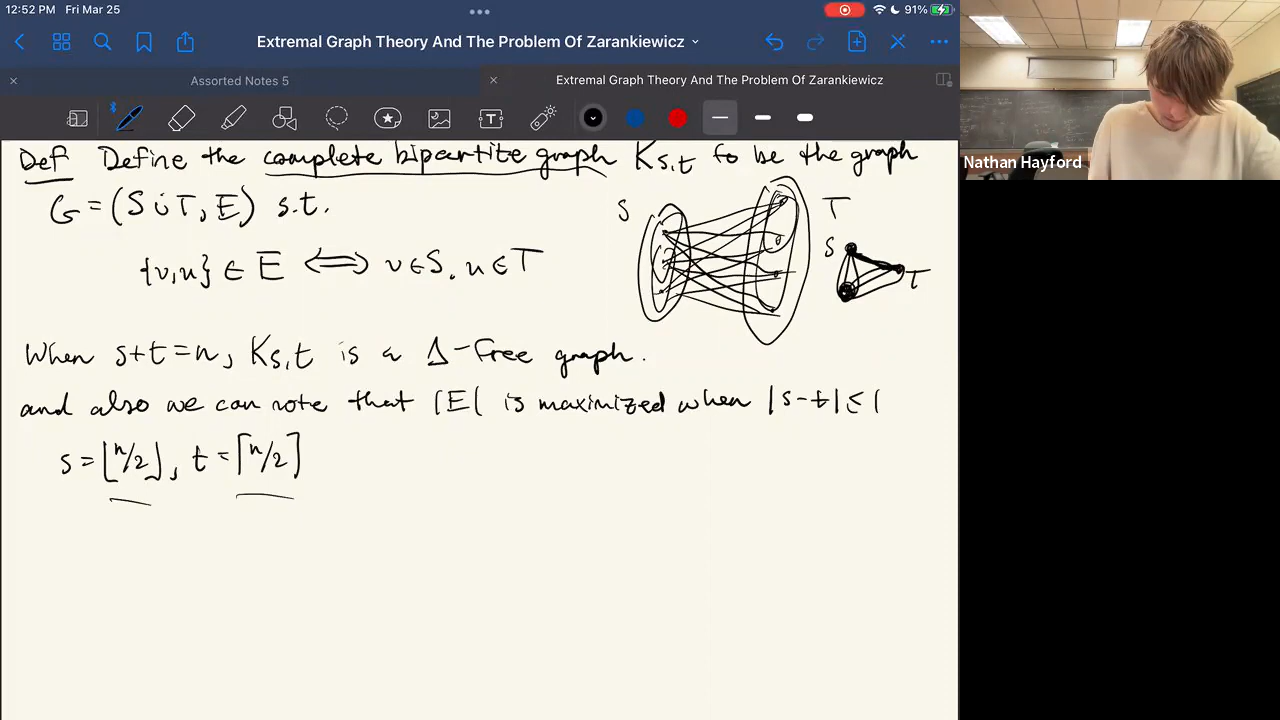 12:52 PM Fri Mar 25
91%
Extremal Graph Theory And The Problem Of Zarankiewicz
Assorted Notes 5
Extremal Graph Theory And The Problem Of Zarankiewicz
T
Nathan Hayford
Def Define the complete bipartite graph K_{s,t} to be the graph
G = (S ∪̇ T, E) s.t.
S
T
{v,u} ∈ E ⟺ v ∈ S, u ∈ T
S
T
When s+t=n, K_{s,t} is a Δ-free graph.
and also we can note that |E| is maximized when |s-t| ≤ 1
s = ⌊n/2⌋, t = ⌈n/2⌉